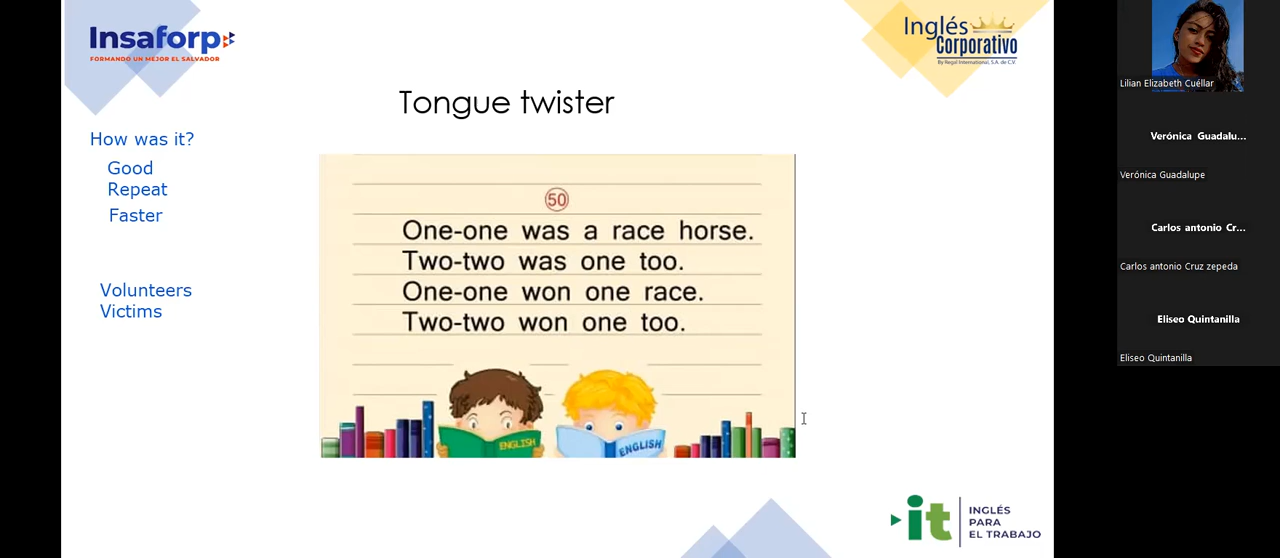 Insaforp
FORMANDO UN MEJOR EL SALVADOR
Inglés
Corporativo
By Regal International, S.A. de C.V.
Tongue twister
How was it?
Good
Repeat
Faster
Volunteers
Victims
50
One-one was a race horse.
Two-two was one too.
One-one won one race.
Two-two won one too.
ENGLISH
ENGLISH
it
INGLÉS
PARA
EL TRABAJO
Lilian Elizabeth Cuéllar
Verónica Guadalu...
Verónica Guadalupe
Carlos antonio Cr...
Carlos antonio Cruz zepeda
Eliseo Quintanilla
Eliseo Quintanilla